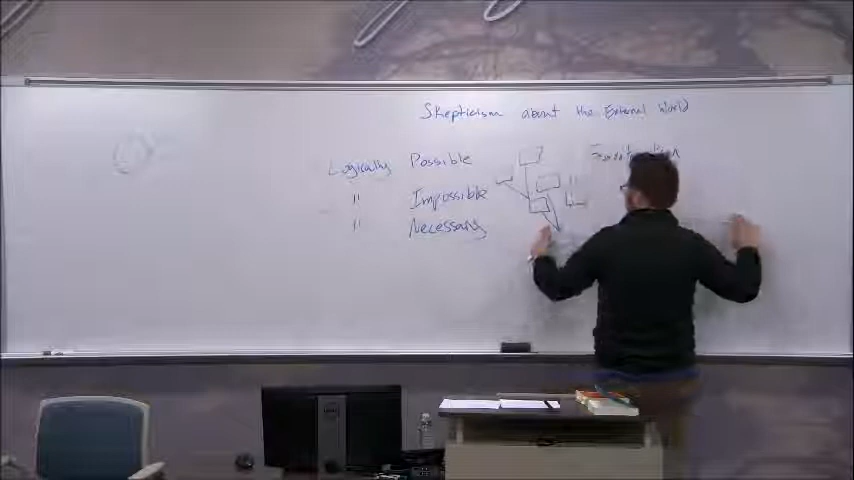 Skepticism about the External World
Logically Possible
" Impossible
" Necessary